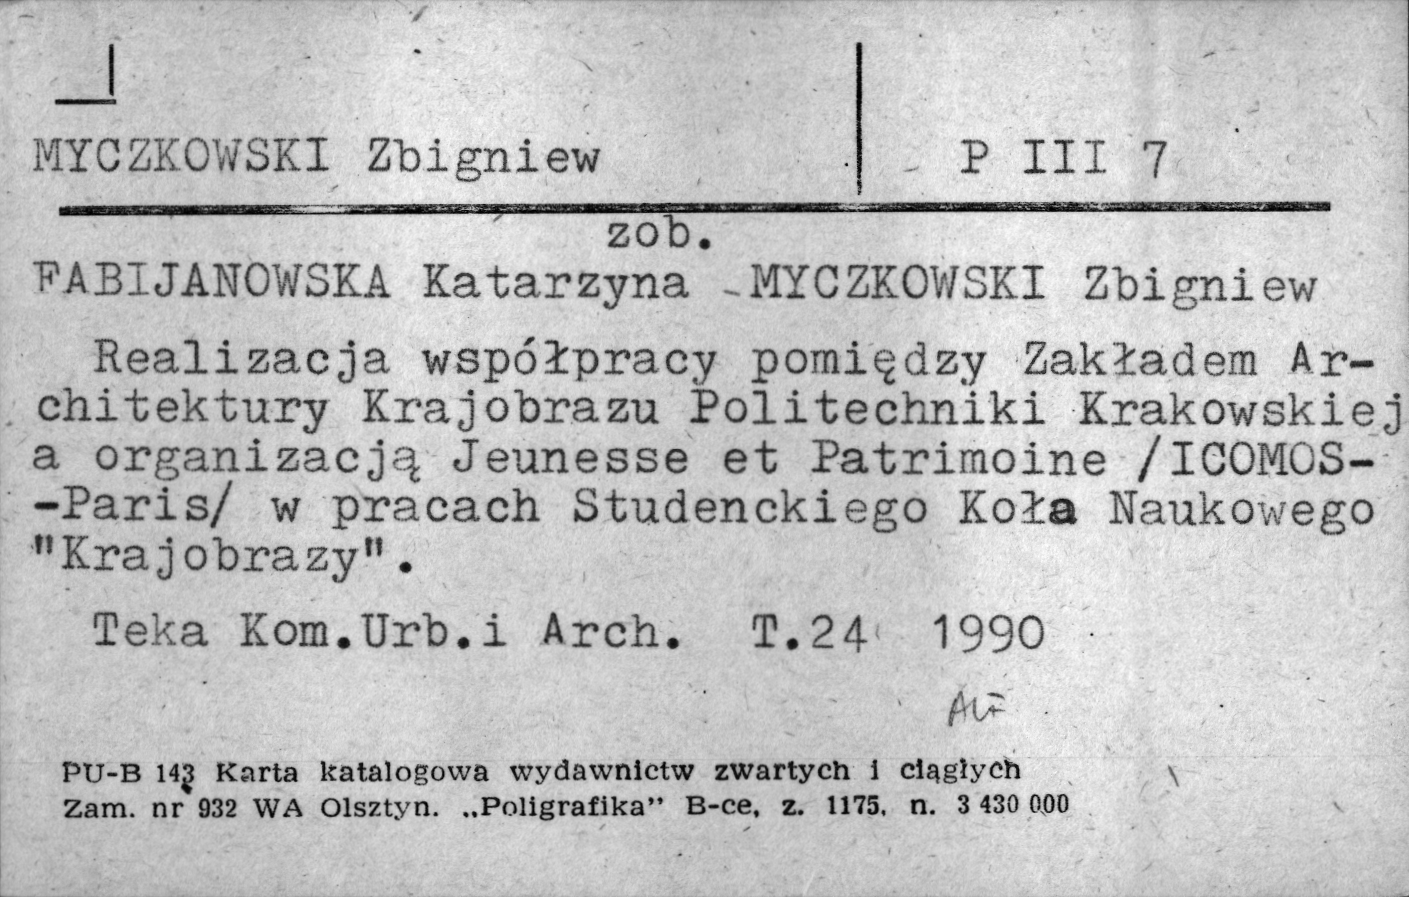 MYCZKOWSKI Zbigniew P III 7
zob.
FABIJANOWSKA Katarzyna - MYCZKOWSKI Zbigniew
Realizacja współpracy pomiędzy Zakładem Ar-
chitektury Krajobrazu Politechniki Krakowskiej
a organizacją Jeunesse et Patrimoine /ICOMOS-
-Paris/ w pracach Studenckiego Koła Naukowego
"Krajobrazy".
Teka Kom.Urb.i Arch. T.24 1990
PU-B 143 Karta katalogowa wydawnictw zwartych i ciągłych
Zam. nr 932 WA Olsztyn. „Poligrafika” B-ce, z. 1175, n. 3 430 000